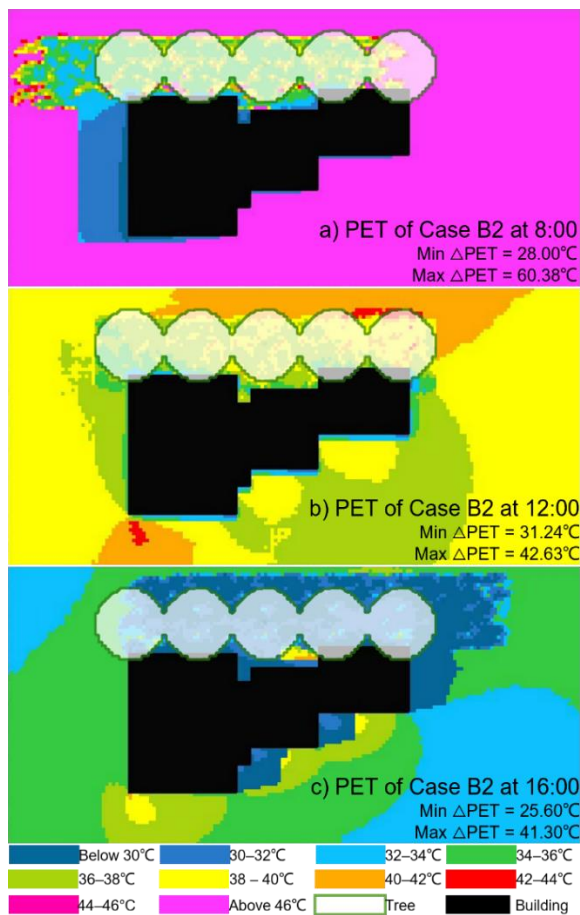 a) PET of Case B2 at 8:00
Min △PET = 28.00℃
Max △PET = 60.38℃
b) PET of Case B2 at 12:00
Min △PET = 31.24℃
Max △PET = 42.63℃
c) PET of Case B2 at 16:00
Min △PET = 25.60℃
Max △PET = 41.30℃
Below 30℃ 30–32℃ 32–34℃ 34–36℃
36–38℃ 38 – 40℃ 40–42℃ 42–44℃
44–46℃ Above 46℃ Tree Building